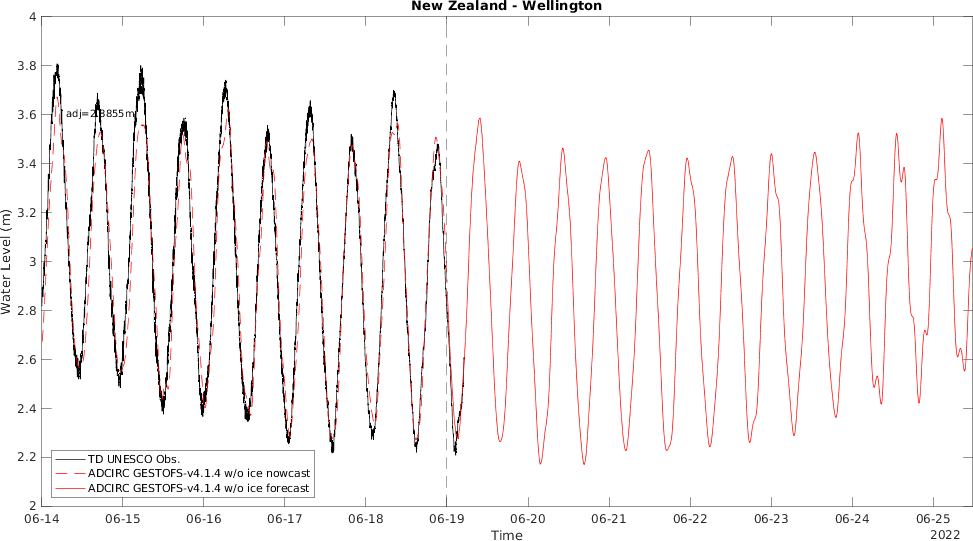 New Zealand - Wellington
4
3.8
3.6
3.4
3.2
3
2.8
2.6
2.4
2.2
2
Water Level (m)
adj=2.3855m
TD UNESCO Obs.
ADCIRC GESTOFS-v4.1.4 w/o ice nowcast
ADCIRC GESTOFS-v4.1.4 w/o ice forecast
06-14 06-15 06-16 06-17 06-18 06-19 06-20 06-21 06-22 06-23 06-24 06-25
Time
2022